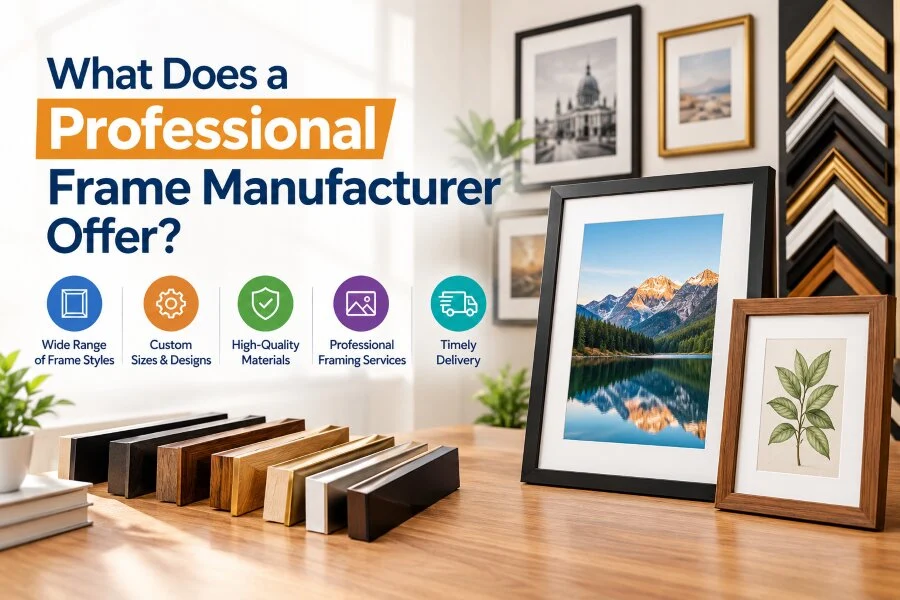 What Does a
Professional
Frame Manufacturer
Offer?
Wide Range
of Frame Styles
Custom
Sizes & Designs
High-Quality
Materials
Professional
Framing Services
Timely
Delivery